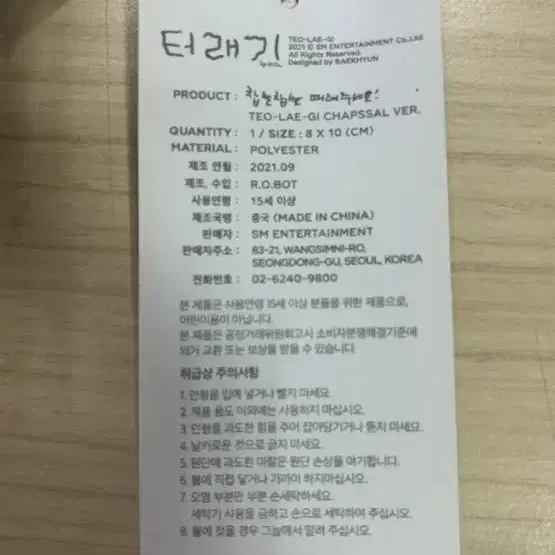 터래기
TEO-LAE-GI
2021 © SM ENTERTAINMENT Co.,Ltd.
All Rights Reserved.
Designed by BAEKHYUN
PRODUCT : 찹쌀찹쌀 때려주세요!
TEO-LAE-GI CHAPSSAL VER.
QUANTITY : 1 / SIZE : 8 X 10 (CM)
MATERIAL : POLYESTER
제조 연월 : 2021.09
제조, 수입 : R.O.BOT
사용연령 : 15세 이상
제조국명 : 중국 (MADE IN CHINA)
판매자 : SM ENTERTAINMENT
판매자주소 : 83-21, WANGSIMNI-RO,
SEONGDONG-GU, SEOUL, KOREA
전화번호 : 02-6240-9800
본 제품은 사용연령 15세 이상 분들을 위한 제품으로,
어린이용이 아닙니다.
본 제품은 공정거래위원회고시 소비자분쟁해결기준에
의거 교환 또는 보상을 받을 수 있습니다.
취급상 주의사항
1. 인형을 입에 넣거나 빨지 마세요.
2. 제품 용도 이외에는 사용하지 마십시오.
3. 인형을 과도한 힘을 주어 잡아당기거나 뜯지 마세요.
4. 날카로운 것으로 긁지 마세요.
5. 원단에 과도한 마찰은 원단 손상을 야기합니다.
6. 불에 직접 닿거나 가까이 하지마십시오.
7. 오염 부분만 부분 손세탁하세요.
세탁기 사용을 금하고 손으로 세탁하여 주십시오.
8. 물에 젖을 경우 그늘에서 말려 주십시오.